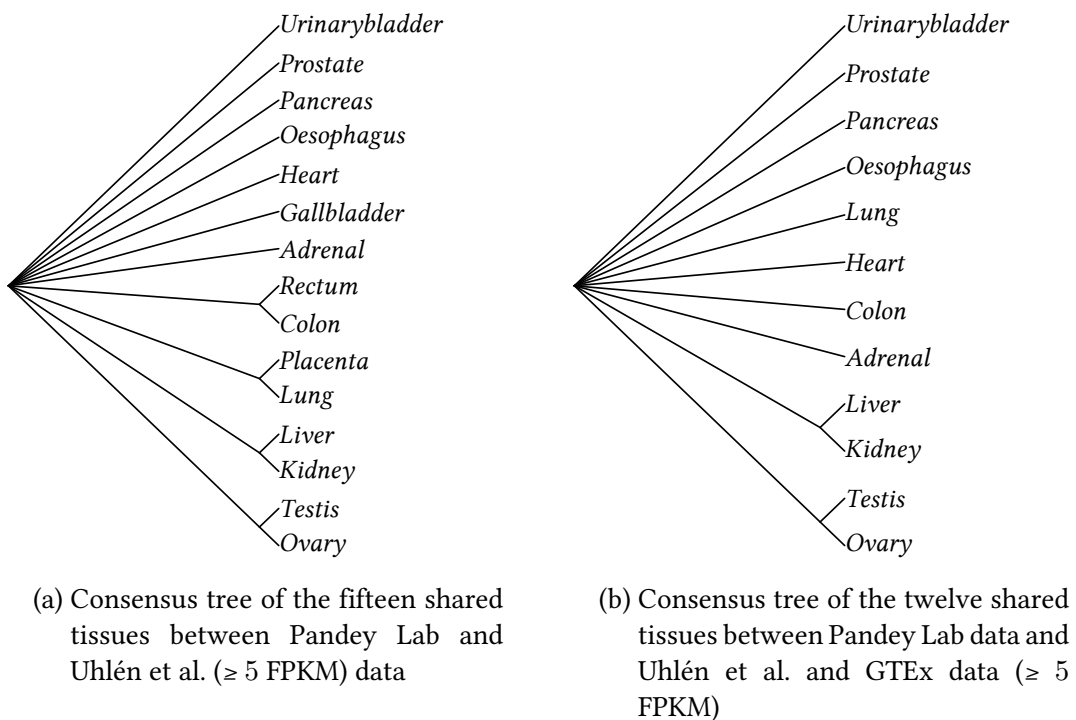 Urinarybladder
Prostate
Pancreas
Oesophagus
Heart
Gallbladder
Adrenal
Rectum
Colon
Placenta
Lung
Liver
Kidney
Testis
Ovary
(a) Consensus tree of the fifteen shared
tissues between Pandey Lab and
Uhlén et al. (≥ 5 FPKM) data
Urinarybladder
Prostate
Pancreas
Oesophagus
Lung
Heart
Colon
Adrenal
Liver
Kidney
Testis
Ovary
(b) Consensus tree of the twelve shared
tissues between Pandey Lab data and
Uhlén et al. and GTEx data (≥ 5
FPKM)